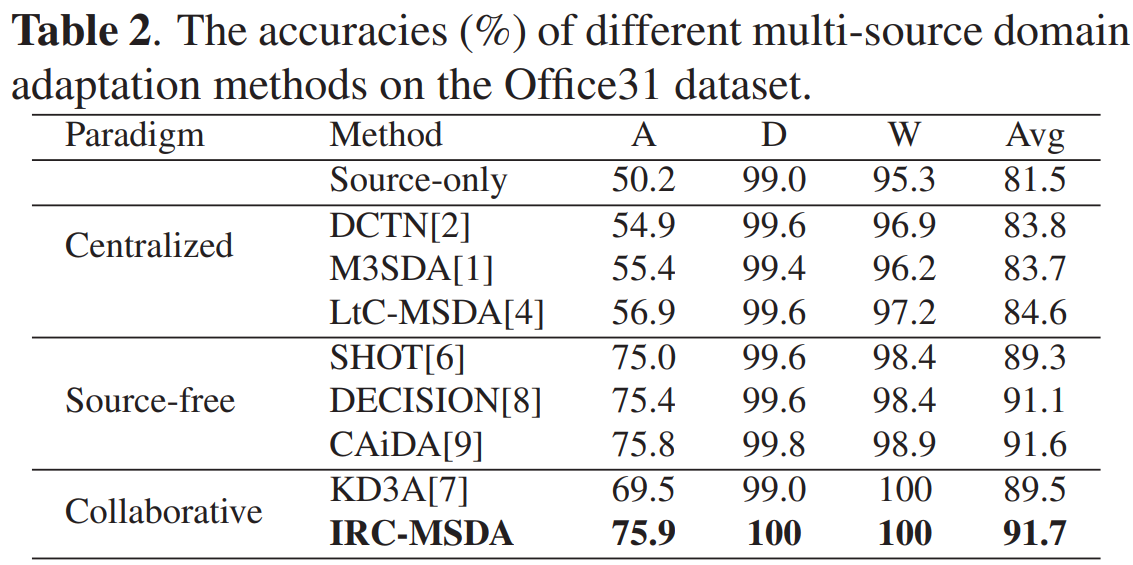 Table 2. The accuracies (%) of different multi-source domain
adaptation methods on the Office31 dataset.
Paradigm Method A D W Avg
Source-only 50.2 99.0 95.3 81.5
Centralized
DCTN[2] 54.9 99.6 96.9 83.8
M3SDA[1] 55.4 99.4 96.2 83.7
LtC-MSDA[4] 56.9 99.6 97.2 84.6
SHOT[6] 75.0 99.6 98.4 89.3
Source-free DECISION[8] 75.4 99.6 98.4 91.1
CAiDA[9] 75.8 99.8 98.9 91.6
Collaborative
KD3A[7] 69.5 99.0 100 89.5
IRC-MSDA 75.9 100 100 91.7